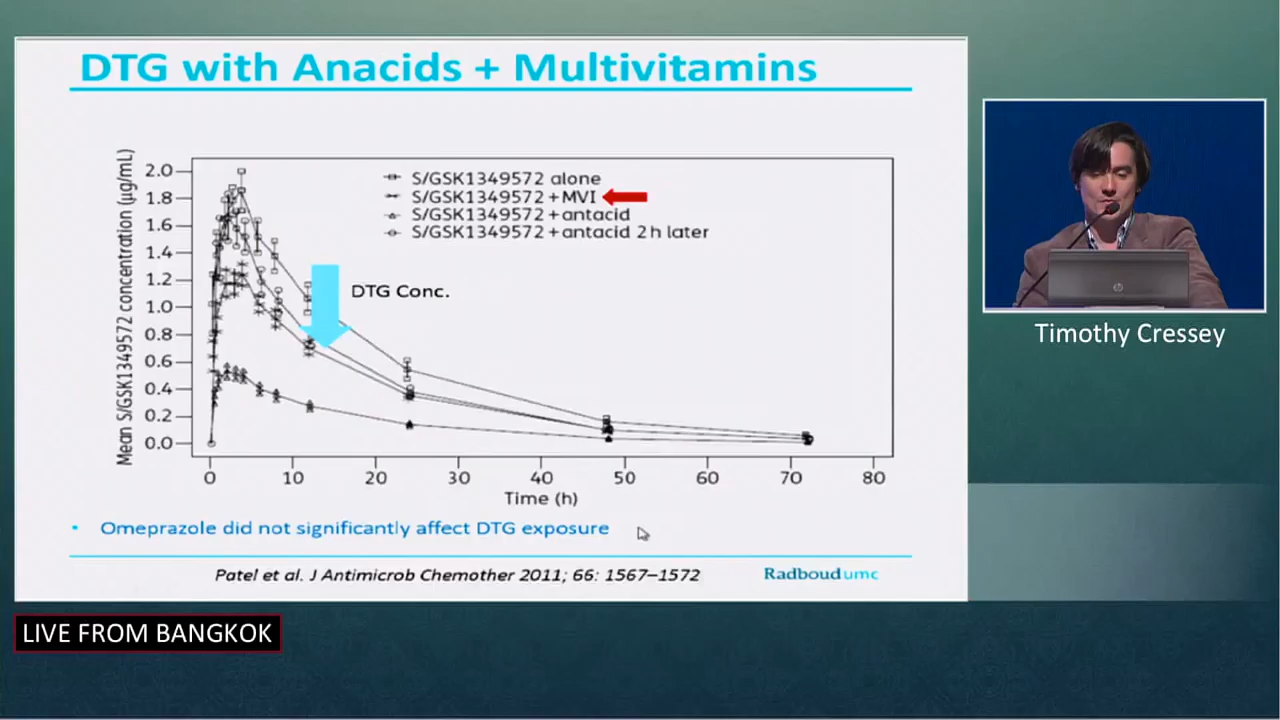 DTG with Anacids + Multivitamins
Mean S/GSK1349572 concentration (µg/mL)
2.0
1.8
1.6
1.4
1.2
1.0
0.8
0.6
0.4
0.2
0.0
S/GSK1349572 alone
S/GSK1349572 + MVI
S/GSK1349572 + antacid
S/GSK1349572 + antacid 2 h later
DTG Conc.
0 10 20 30 40 50 60 70 80
Time (h)
• Omeprazole did not significantly affect DTG exposure
Patel et al. J Antimicrob Chemother 2011; 66: 1567–1572
Radboudumc
hp
Timothy Cressey
LIVE FROM BANGKOK